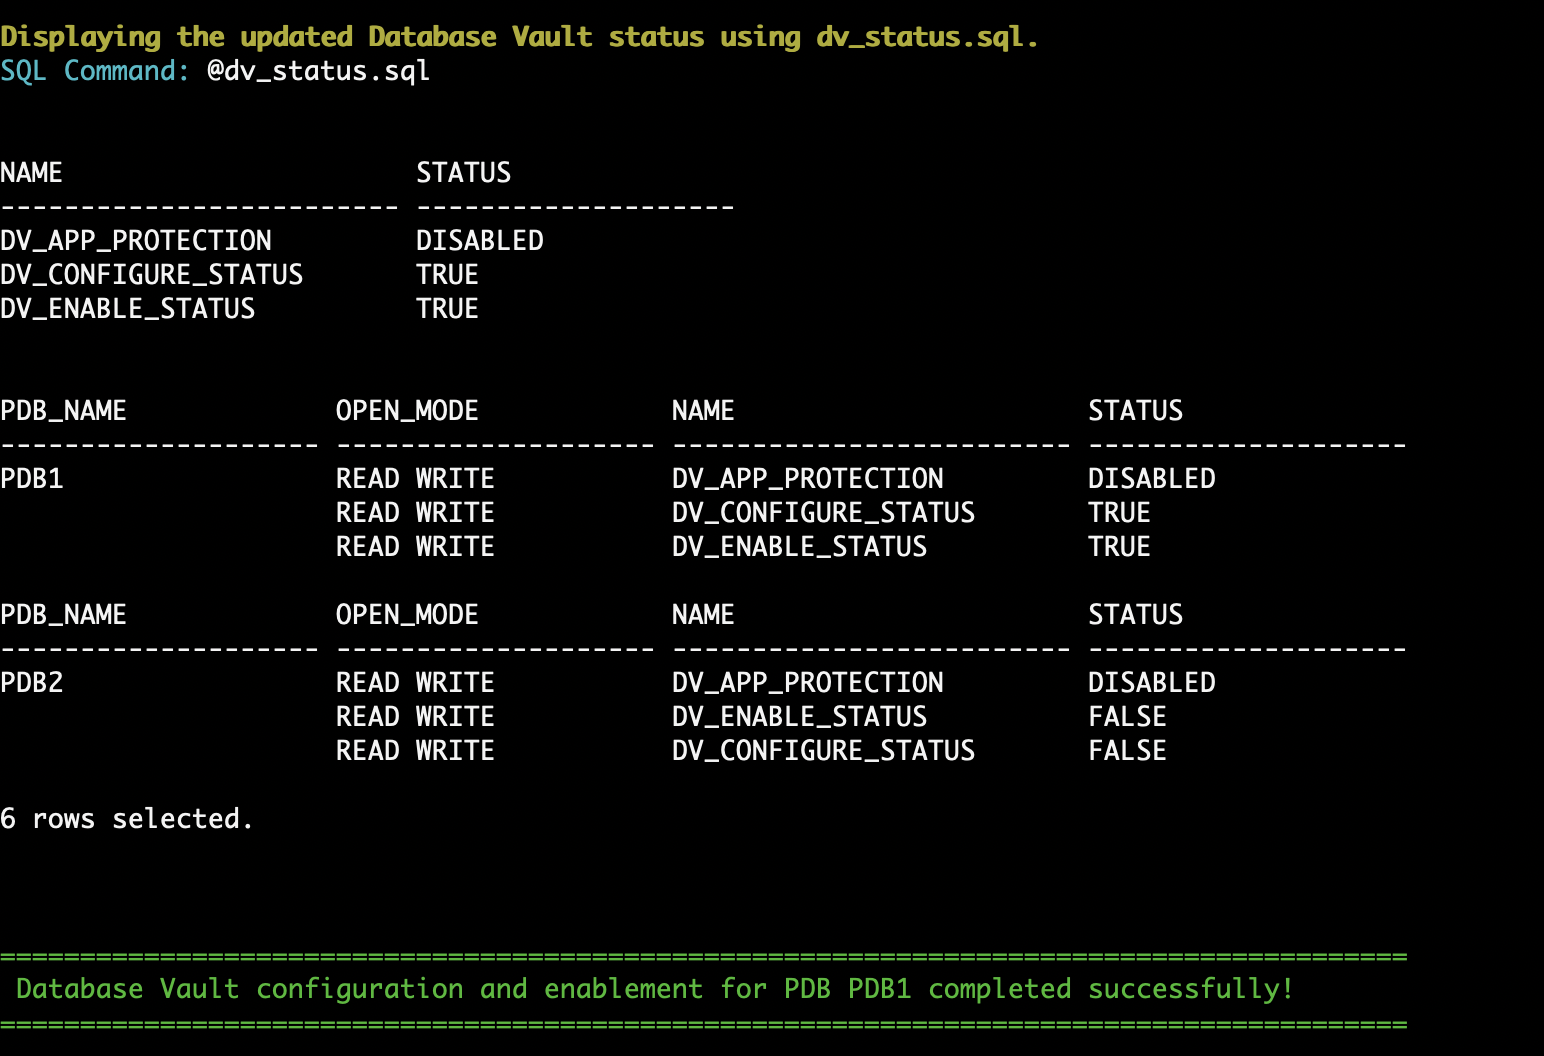 Displaying the updated Database Vault status using dv_status.sql.
SQL Command: @dv_status.sql
NAME                      STATUS
------------------------- --------------------
DV_APP_PROTECTION         DISABLED
DV_CONFIGURE_STATUS       TRUE
DV_ENABLE_STATUS          TRUE
PDB_NAME             OPEN_MODE            NAME                      STATUS
-------------------- -------------------- ------------------------- --------------------
PDB1                 READ WRITE           DV_APP_PROTECTION         DISABLED
                     READ WRITE           DV_CONFIGURE_STATUS       TRUE
                     READ WRITE           DV_ENABLE_STATUS          TRUE
PDB_NAME             OPEN_MODE            NAME                      STATUS
-------------------- -------------------- ------------------------- --------------------
PDB2                 READ WRITE           DV_APP_PROTECTION         DISABLED
                     READ WRITE           DV_ENABLE_STATUS          FALSE
                     READ WRITE           DV_CONFIGURE_STATUS       FALSE
6 rows selected.
========================================================================================
 Database Vault configuration and enablement for PDB PDB1 completed successfully!
========================================================================================